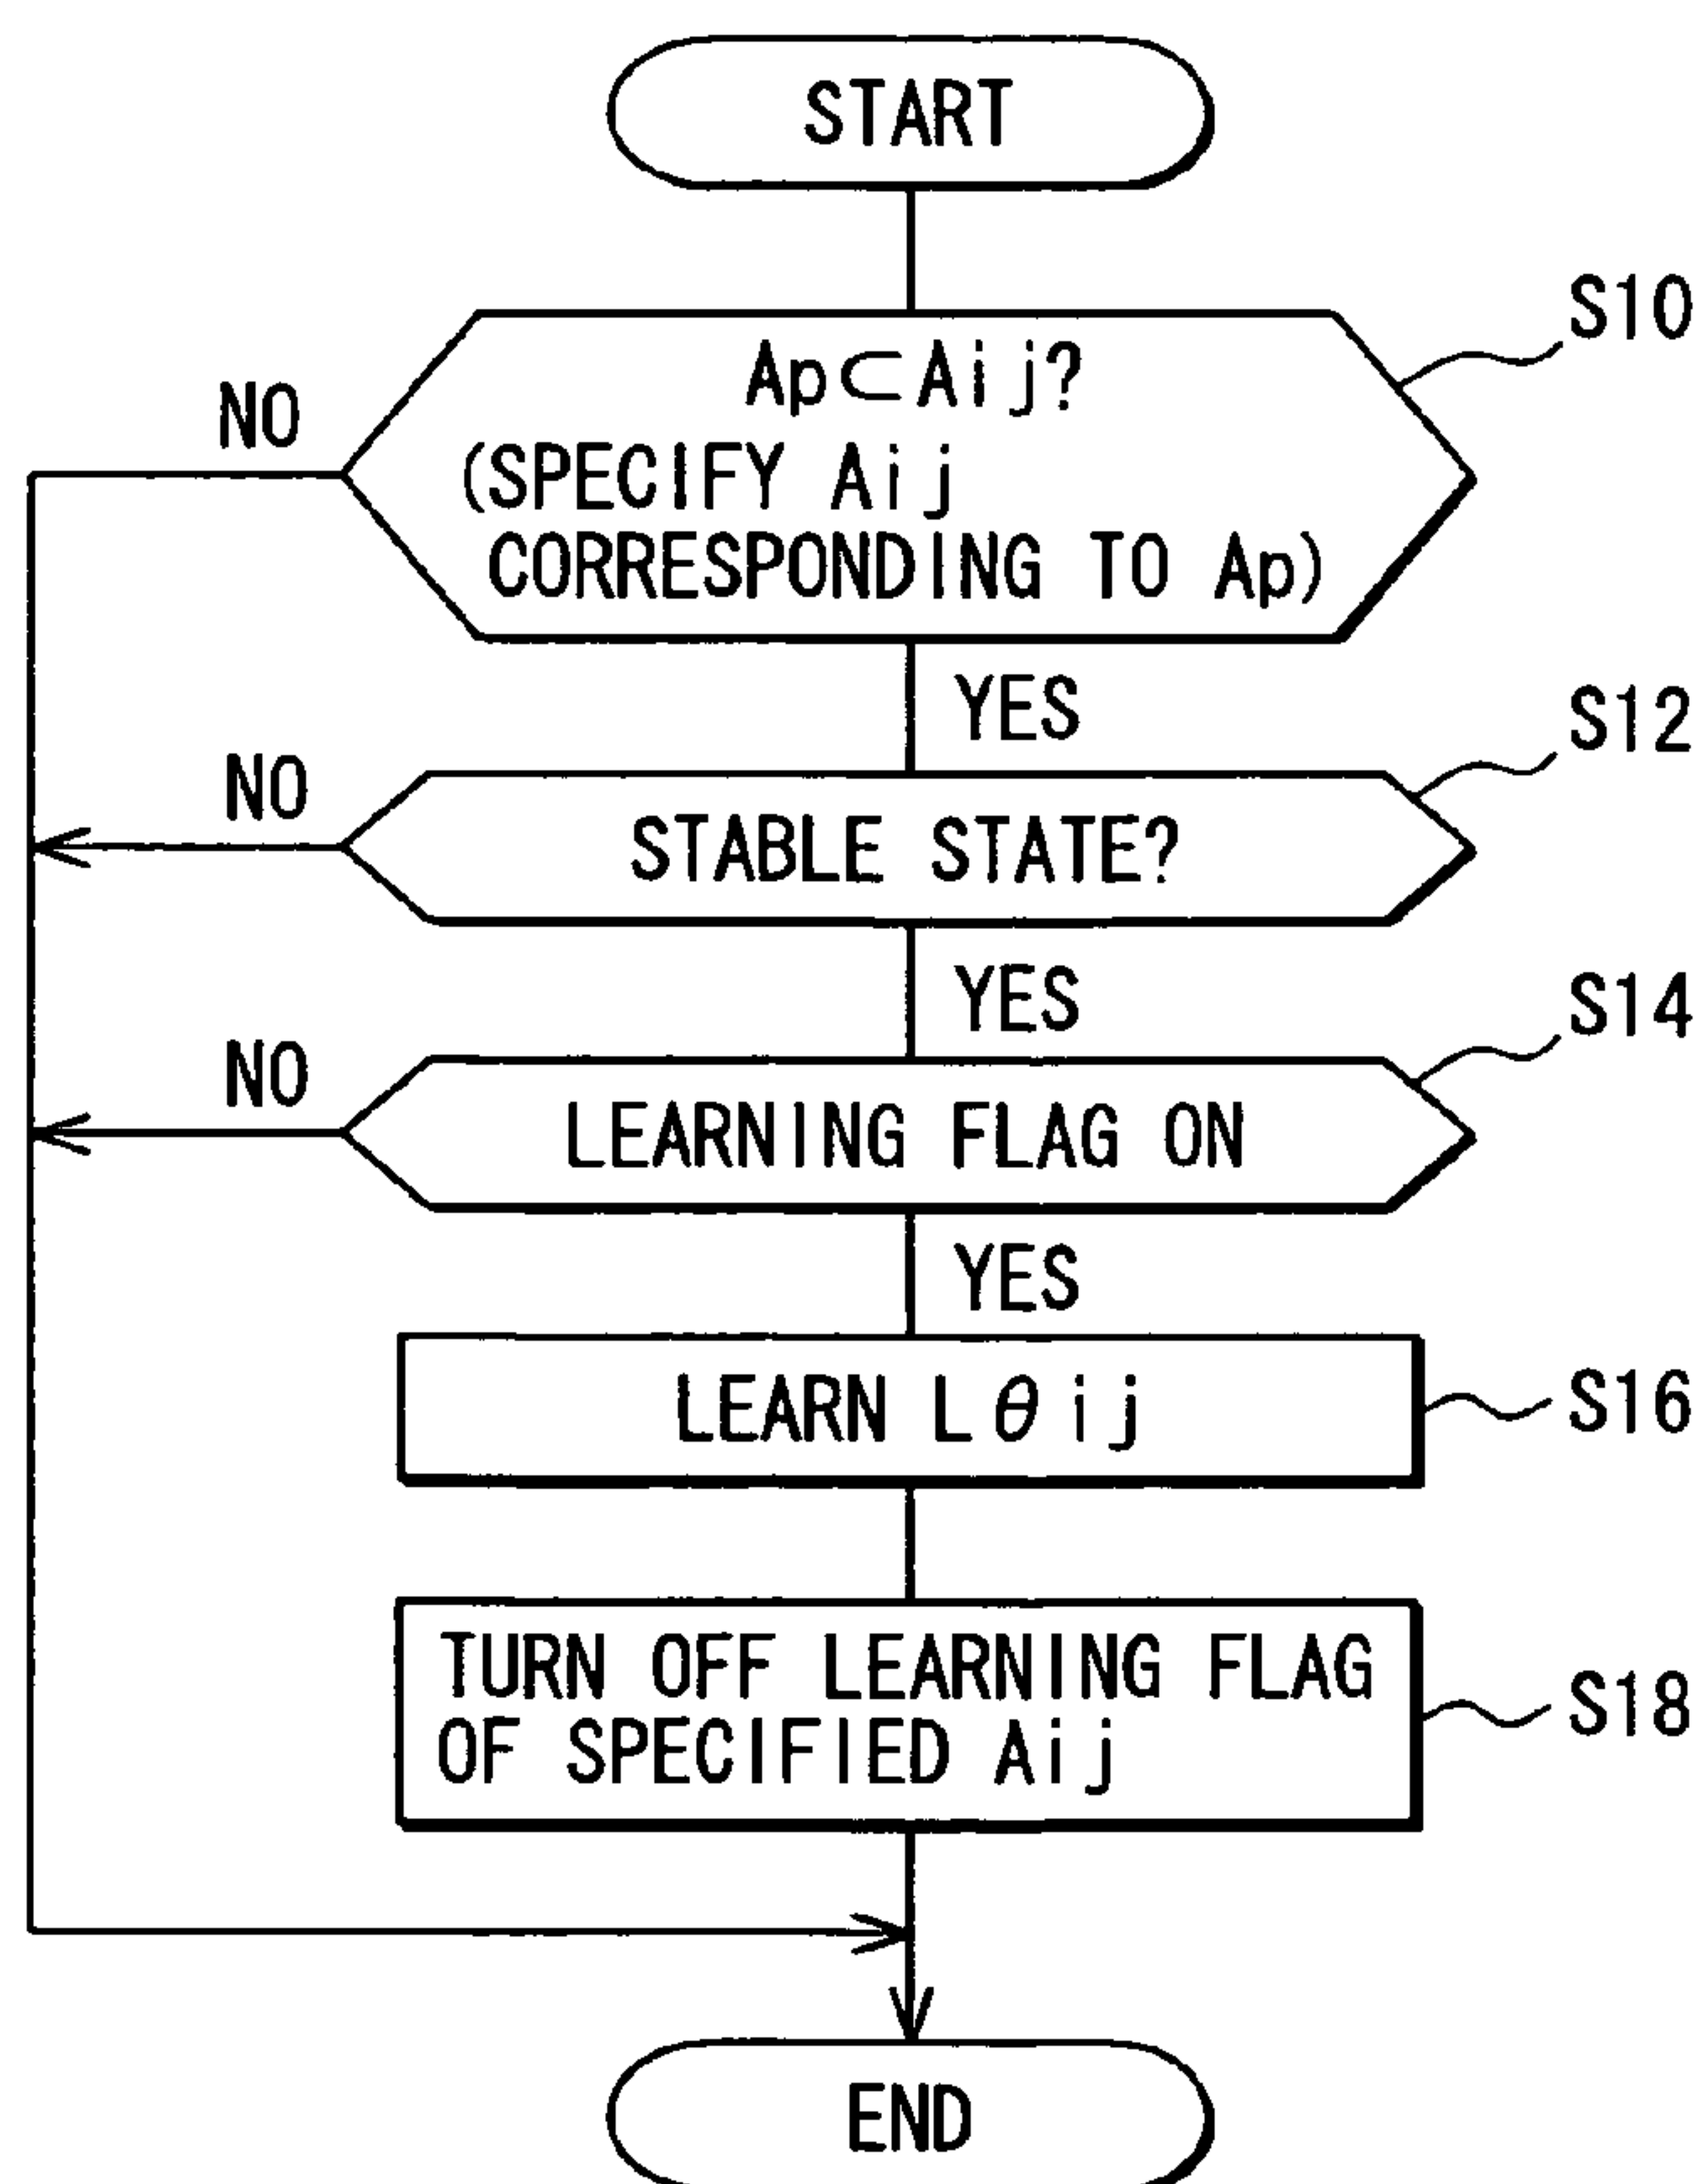 START
S10
Ap⊂Aij?
NO
(SPECIFY Aij
CORRESPONDING TO Ap)
YES
S12
NO
STABLE STATE?
YES
S14
NO
LEARNING FLAG ON
YES
LEARN Lθij
S16
TURN OFF LEARNING FLAG
OF SPECIFIED Aij
S18
END